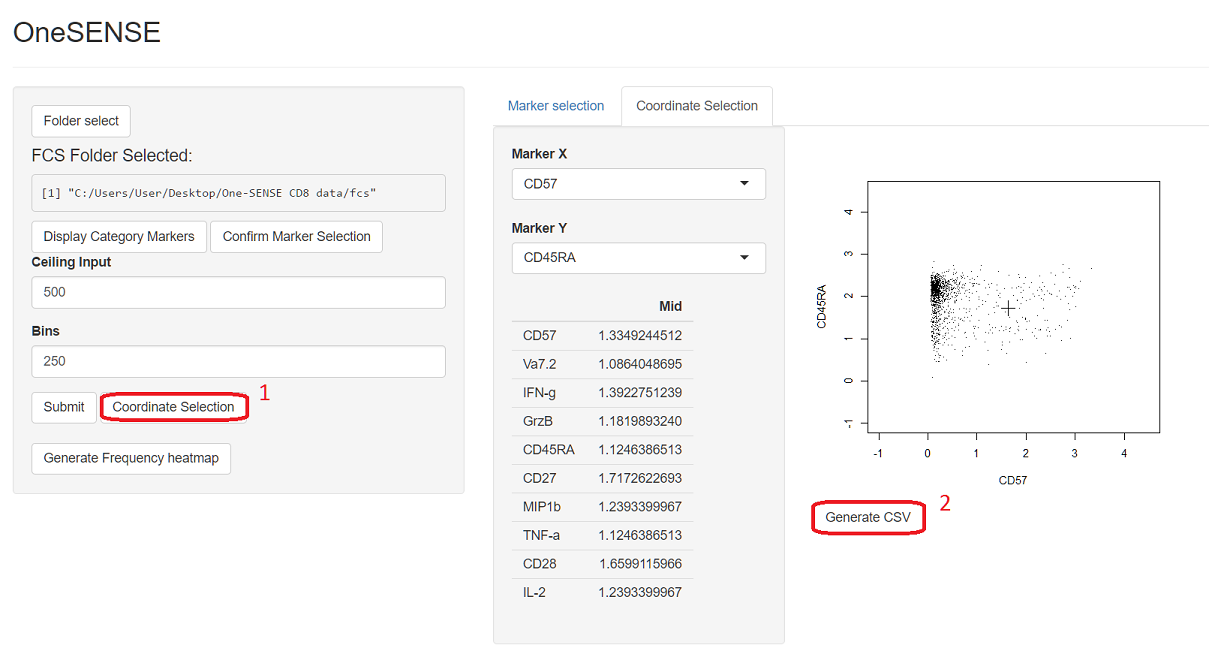 OneSENSE
Folder select
FCS Folder Selected:
[1] "C:/Users/User/Desktop/One-SENSE CD8 data/fcs"
Display Category Markers Confirm Marker Selection
Ceiling Input
500
Bins
250
Submit Coordinate Selection 1
Generate Frequency heatmap
Marker selection Coordinate Selection
Marker X
CD57
Marker Y
CD45RA
Mid
CD57 1.3349244512
Va7.2 1.0864048695
IFN-g 1.3922751239
GrzB 1.1819893240
CD45RA 1.1246386513
CD27 1.7172622693
MIP1b 1.2393399967
TNF-a 1.1246386513
CD28 1.6599115966
IL-2 1.2393399967
4
3
2
1
0
-1
CD45RA
-1 0 1 2 3 4
CD57
Generate CSV 2